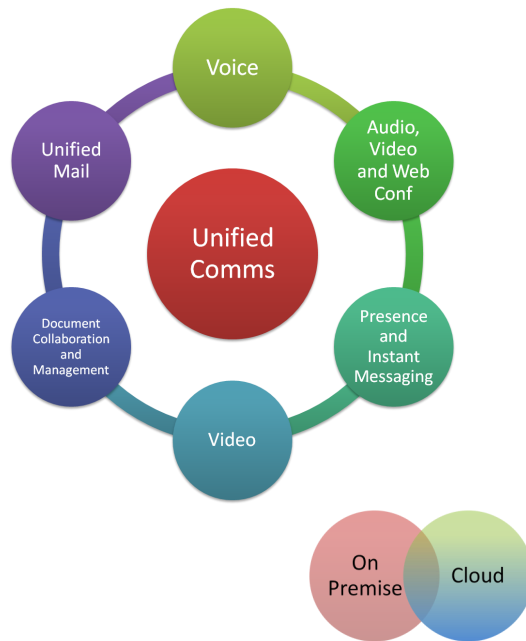 Voice
Audio,
Video
and Web
Conf
Unified
Mail
Unified
Comms
Presence
and
Instant
Messaging
Document
Collaboration
and
Management
Video
On
Premise
Cloud